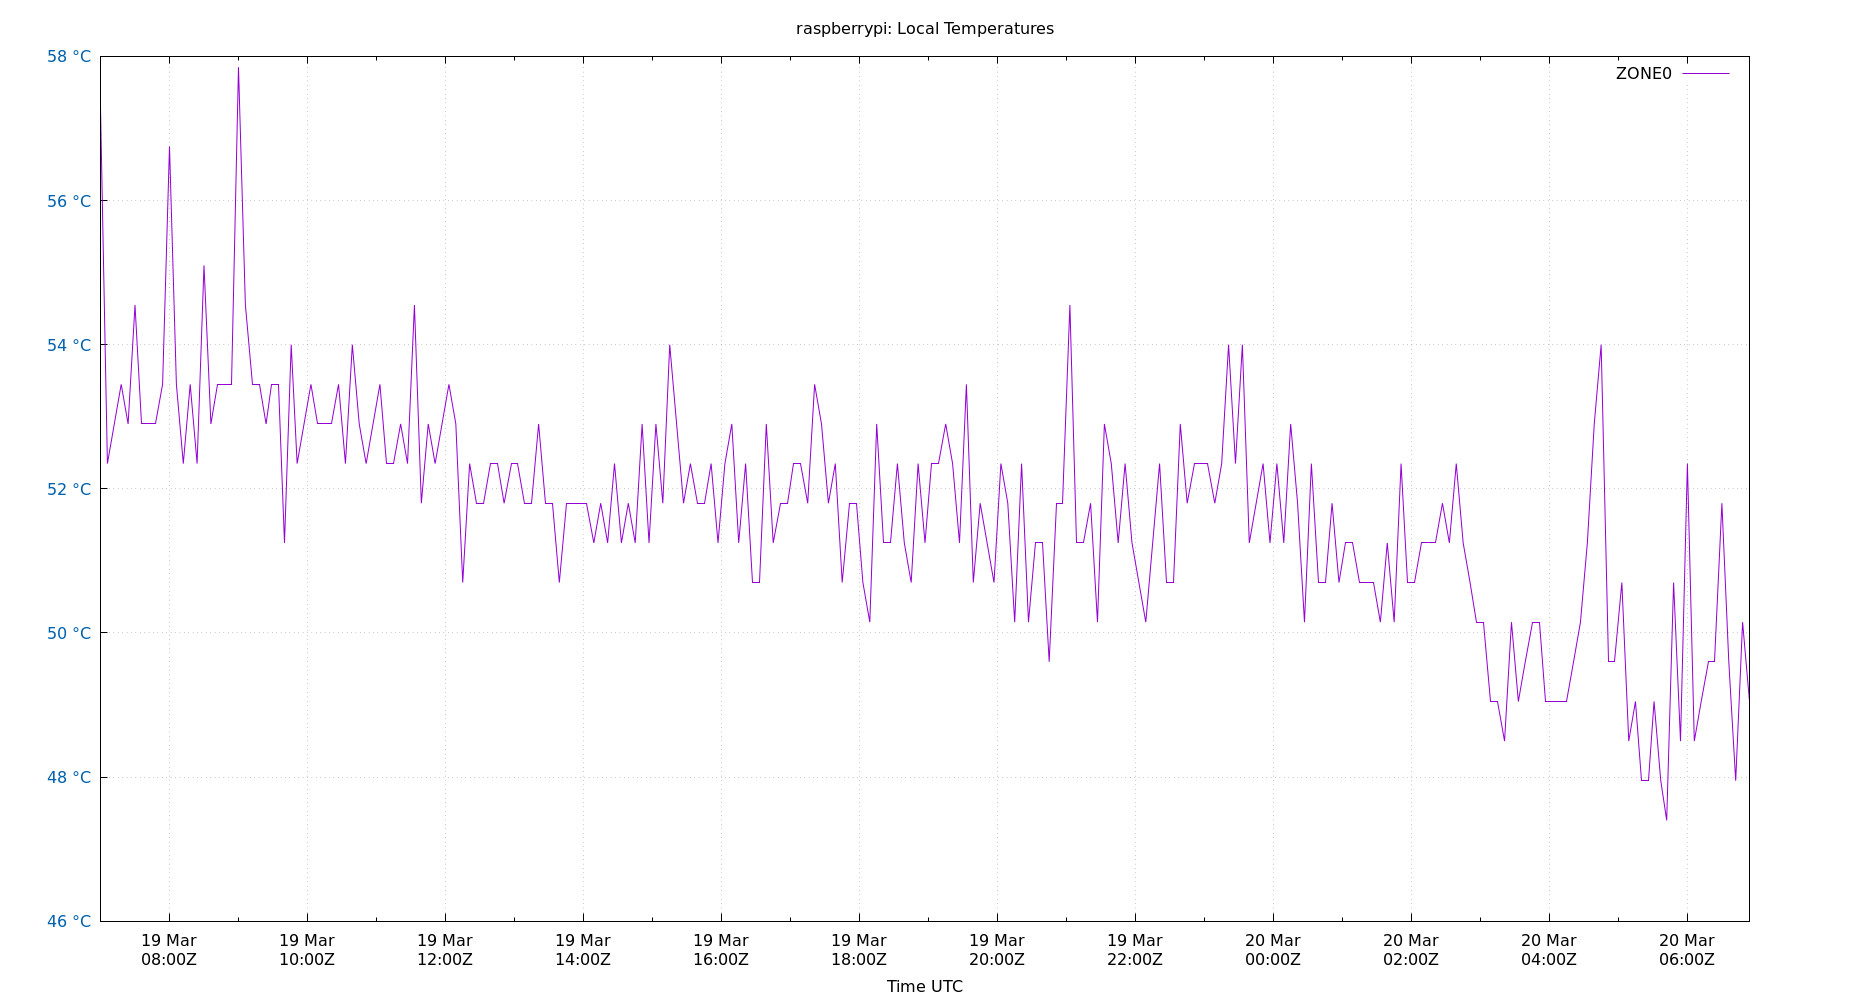 raspberrypi: Local Temperatures
58 °C
56 °C
54 °C
52 °C
50 °C
48 °C
46 °C
ZONE0
19 Mar
08:00Z
19 Mar
10:00Z
19 Mar
12:00Z
19 Mar
14:00Z
19 Mar
16:00Z
19 Mar
18:00Z
19 Mar
20:00Z
19 Mar
22:00Z
20 Mar
00:00Z
20 Mar
02:00Z
20 Mar
04:00Z
20 Mar
06:00Z
Time UTC